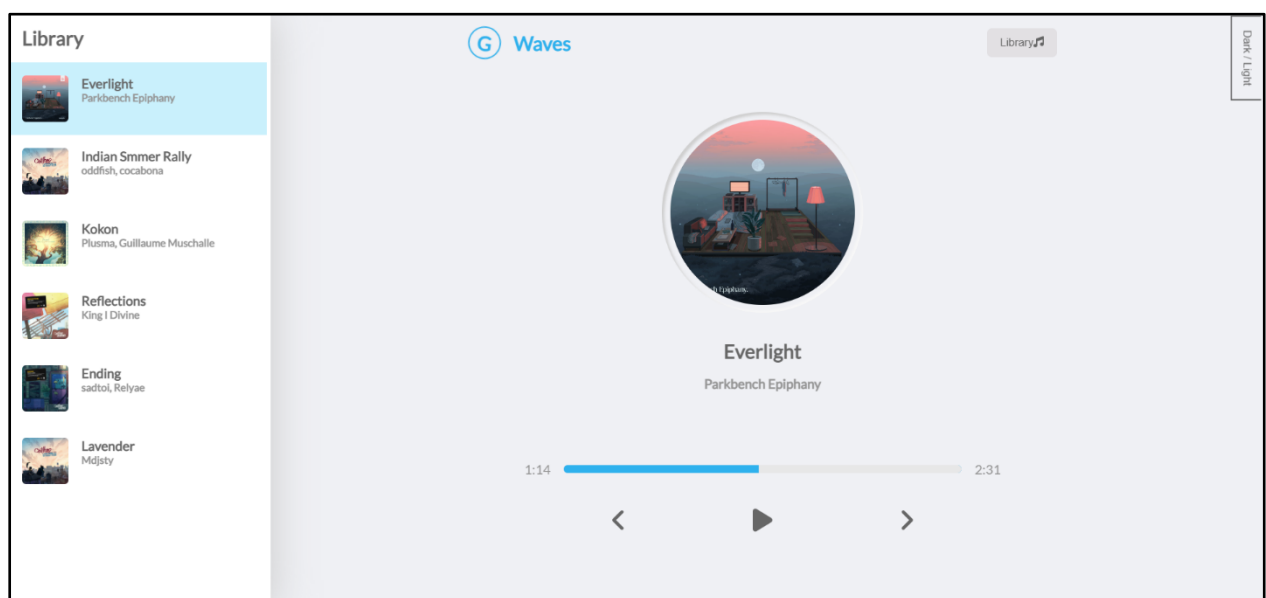 Library
Everlight
Parkbench Epiphany
Indian Smmer Rally
oddfish, cocabona
Kokon
Plusma, Guillaume Muschalle
Reflections
King I Divine
Ending
sadtoi, Relyae
Lavender
Mdjsty
G Waves
Library
Dark / Light
h Epiphany.
Everlight
Parkbench Epiphany
1:14
2:31